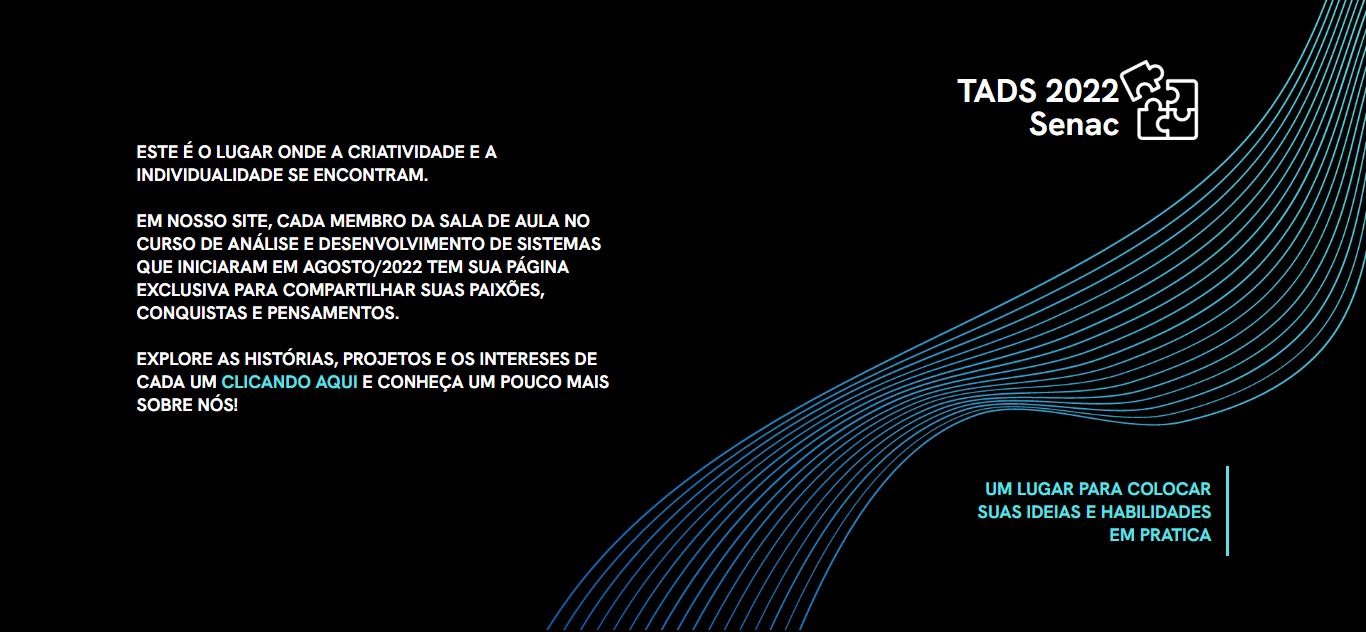 TADS 2022
Senac
ESTE É O LUGAR ONDE A CRIATIVIDADE E A
INDIVIDUALIDADE SE ENCONTRAM.
EM NOSSO SITE, CADA MEMBRO DA SALA DE AULA NO
CURSO DE ANÁLISE E DESENVOLVIMENTO DE SISTEMAS
QUE INICIARAM EM AGOSTO/2022 TEM SUA PÁGINA
EXCLUSIVA PARA COMPARTILHAR SUAS PAIXÕES,
CONQUISTAS E PENSAMENTOS.
EXPLORE AS HISTÓRIAS, PROJETOS E OS INTERESES DE
CADA UM CLICANDO AQUI E CONHEÇA UM POUCO MAIS
SOBRE NÓS!
UM LUGAR PARA COLOCAR
SUAS IDEIAS E HABILIDADES
EM PRATICA